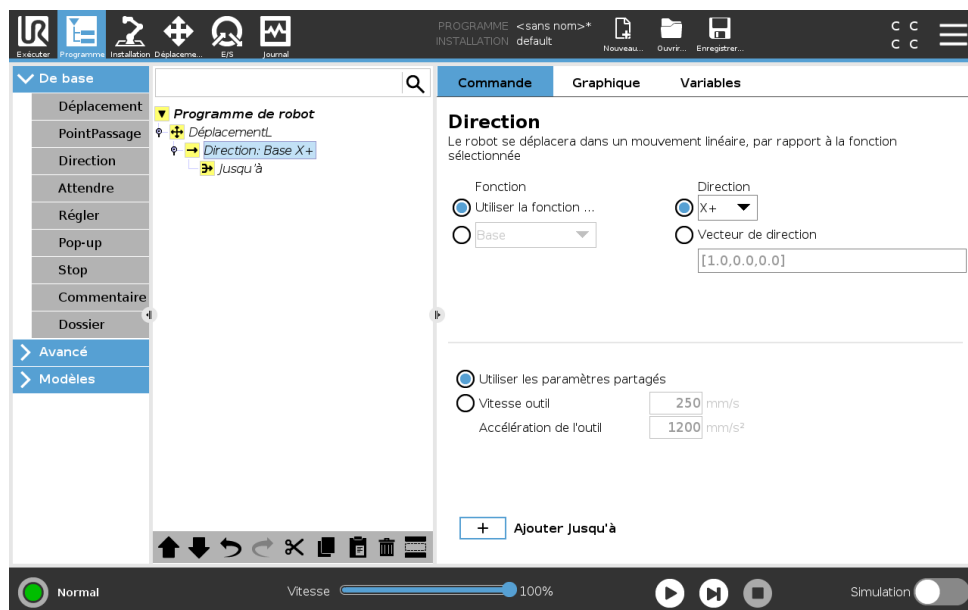 PROGRAMME <sans nom>*
INSTALLATION default
C C
C C
Exécuter
Programme
Installation
Déplaceme...
E/S
Journal
Nouveau...
Ouvrir...
Enregistrer...
De base
Déplacement
PointPassage
Direction
Attendre
Régler
Pop-up
Stop
Commentaire
Dossier
Avancé
Modèles
Programme de robot
DéplacementL
Direction: Base X+
Jusqu'à
Commande
Graphique
Variables
Direction
Le robot se déplacera dans un mouvement linéaire, par rapport à la fonction
sélectionnée
Fonction
Utiliser la fonction ...
Base
Direction
X+
Vecteur de direction
[1.0,0.0,0.0]
Utiliser les paramètres partagés
Vitesse outil 250 mm/s
Accélération de l'outil 1200 mm/s²
+ Ajouter Jusqu'à
Normal
Vitesse 100%
Simulation